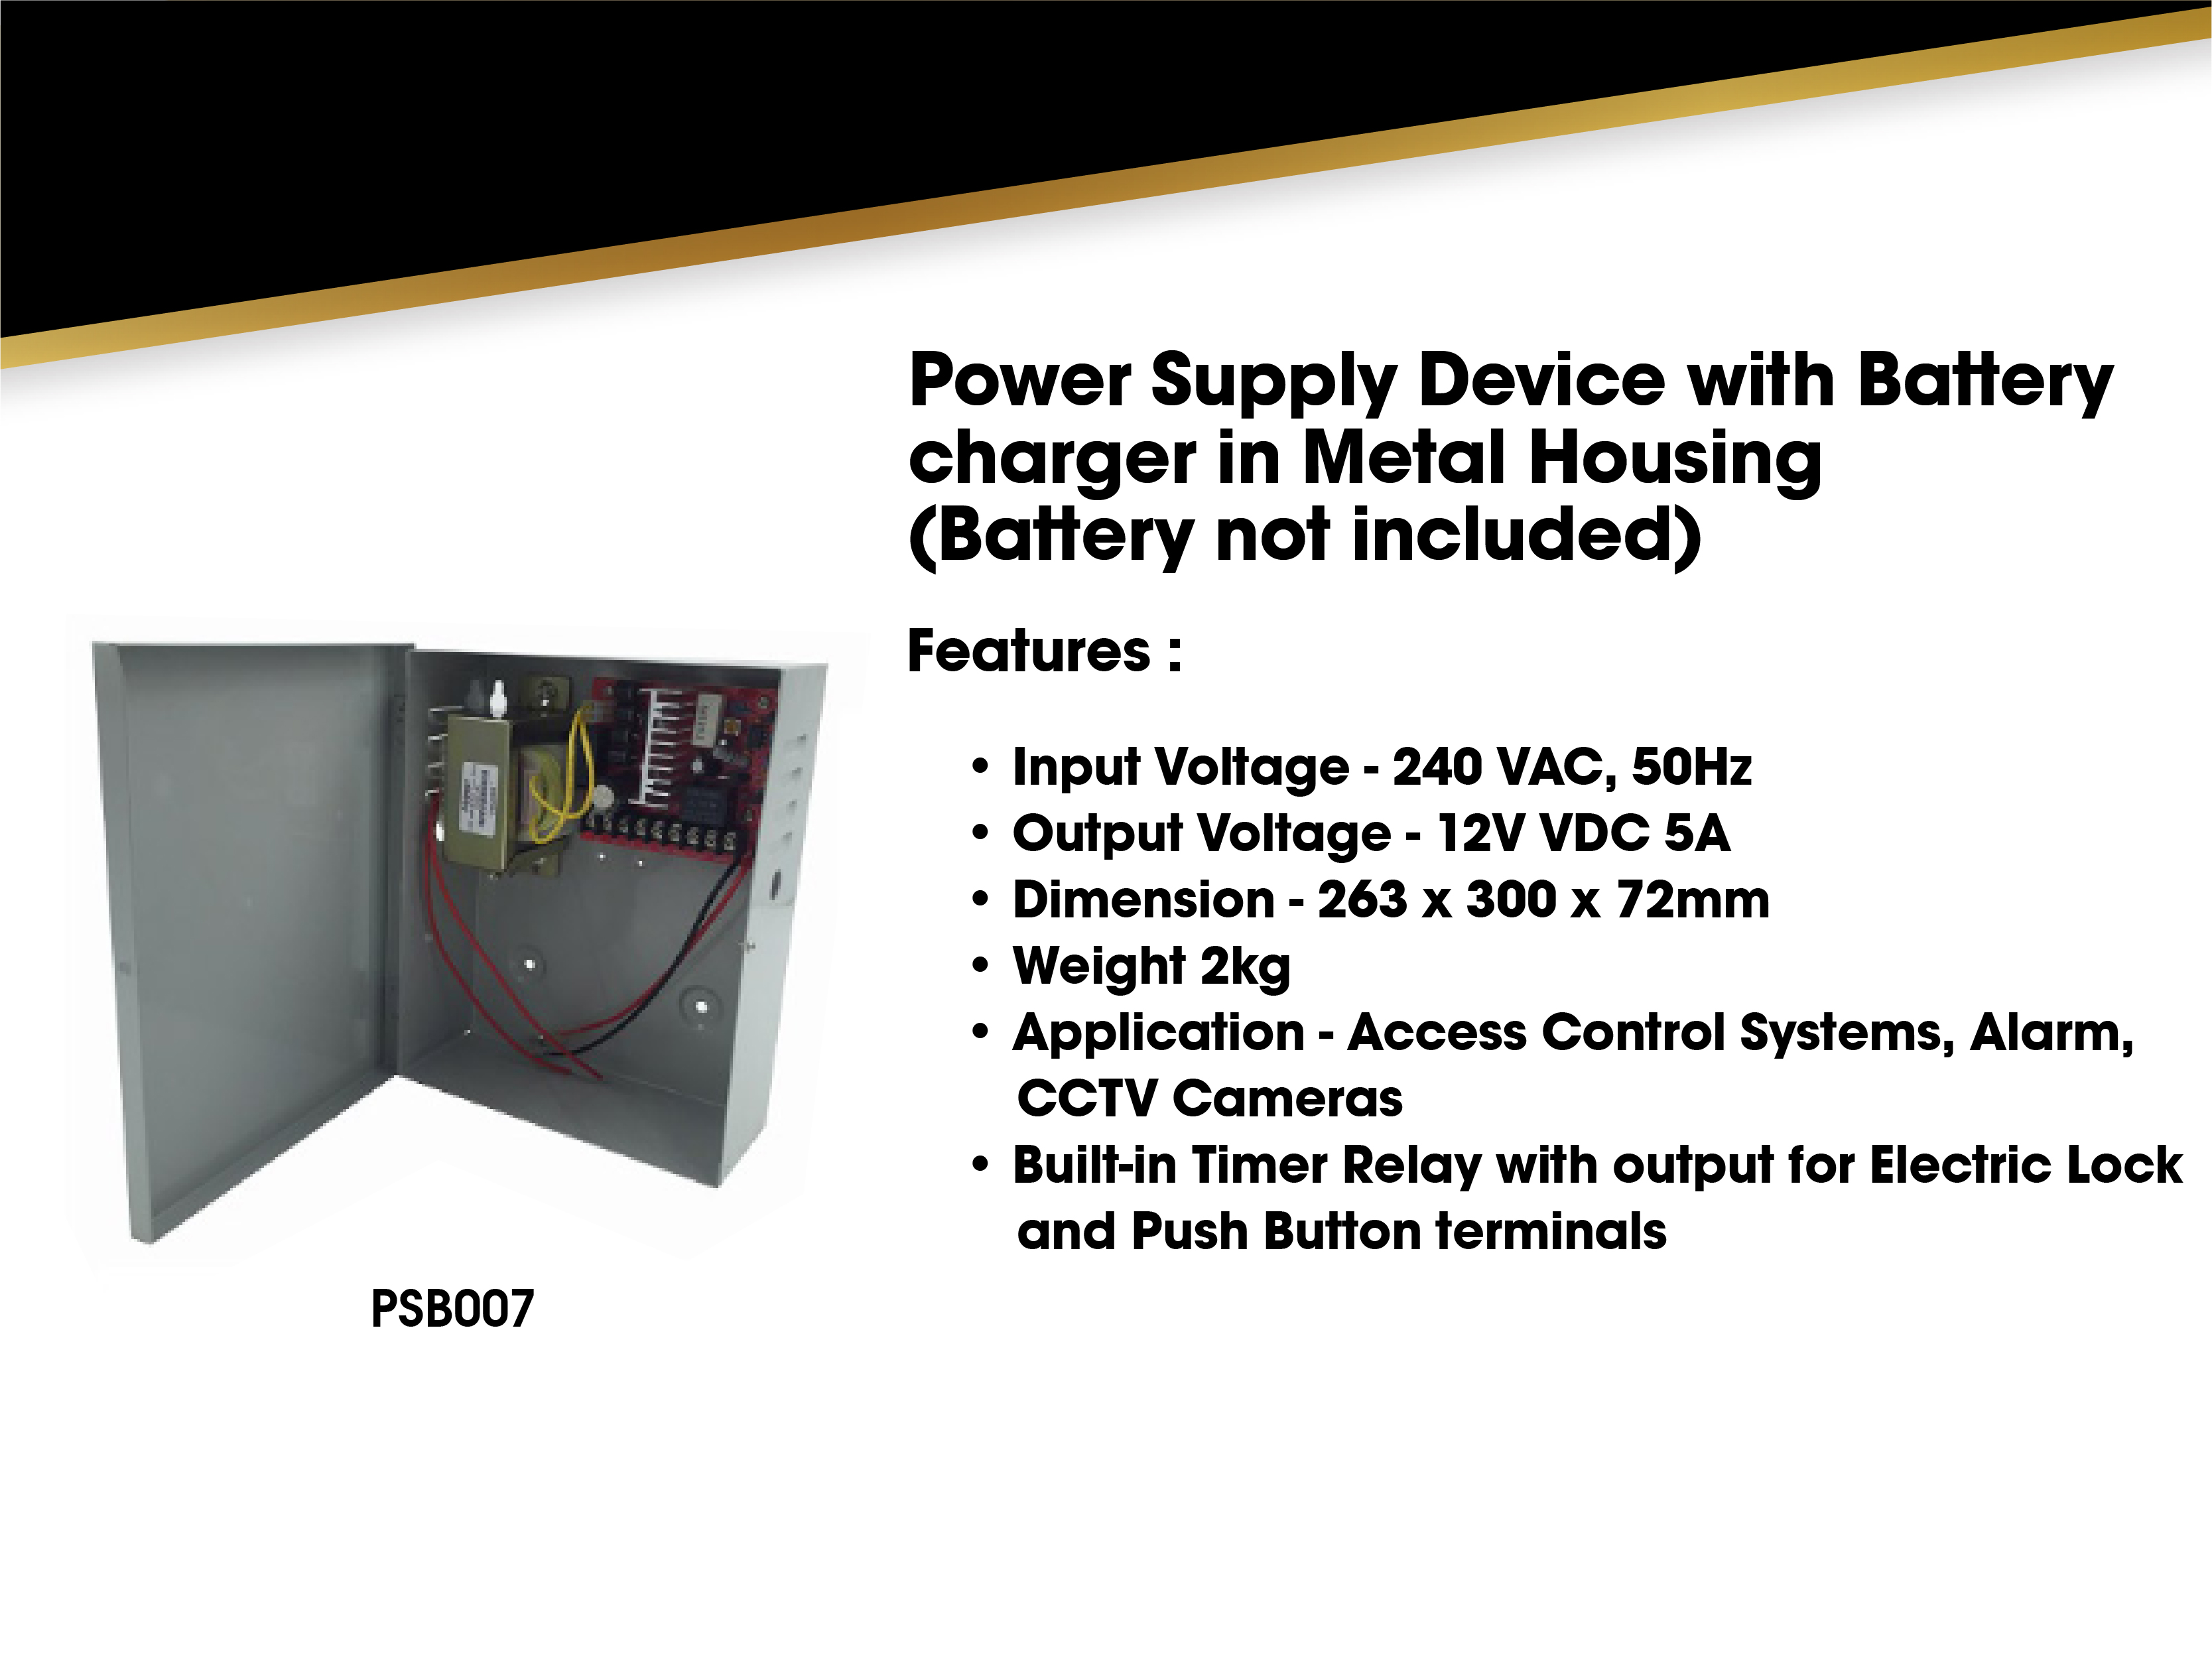 Power Supply Device with Battery
charger in Metal Housing
(Battery not included)
Features :
• Input Voltage - 240 VAC, 50Hz
• Output Voltage - 12V VDC 5A
• Dimension - 263 x 300 x 72mm
• Weight 2kg
• Application - Access Control Systems, Alarm,
CCTV Cameras
• Built-in Timer Relay with output for Electric Lock
and Push Button terminals
PSB007